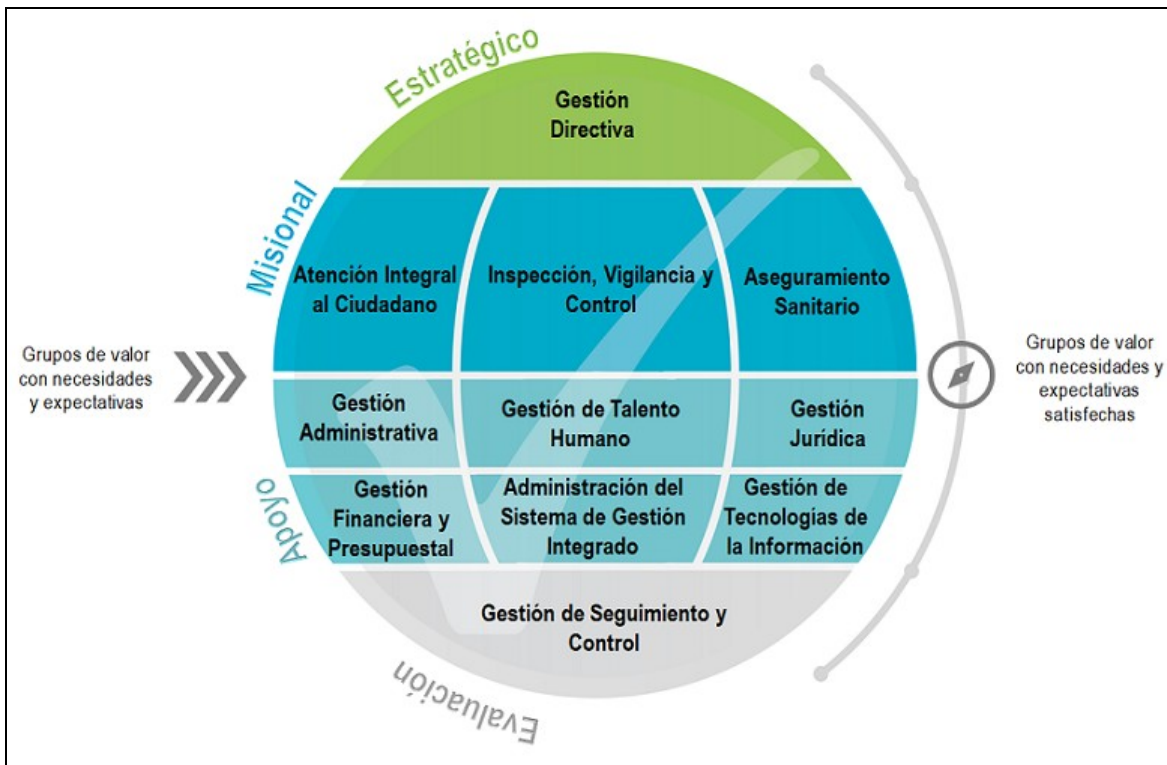 Estratégico
Gestión
Directiva
Misional
Atención Integral
al Ciudadano
Inspección, Vigilancia y
Control
Aseguramiento
Sanitario
Grupos de valor
con necesidades
y expectativas
Grupos de valor
con necesidades y
expectativas
satisfechas
Apoyo
Gestión
Administrativa
Gestión de Talento
Humano
Gestión
Jurídica
Gestión
Financiera y
Presupuestal
Administración del
Sistema de Gestión
Integrado
Gestión de
Tecnologías de
la Información
Gestión de Seguimiento y
Control
Evaluación